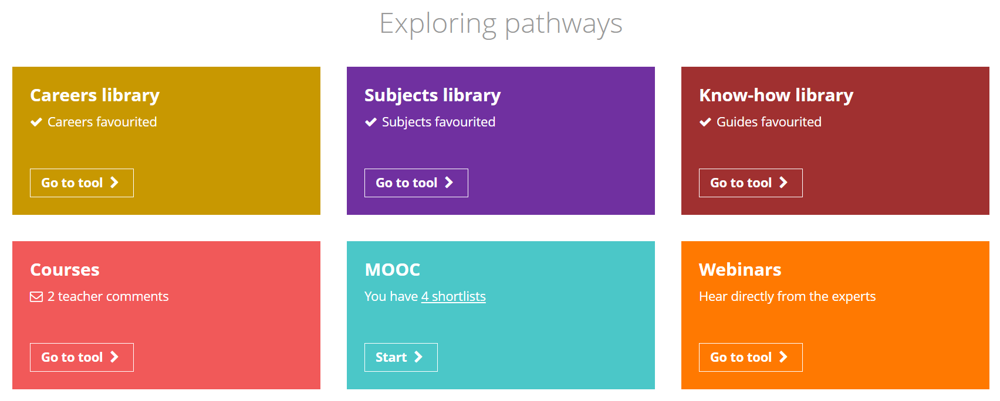 Exploring pathways
Careers library
Careers favourited
Go to tool
Subjects library
Subjects favourited
Go to tool
Know-how library
Guides favourited
Go to tool
Courses
2 teacher comments
Go to tool
MOOC
You have 4 shortlists
Start
Webinars
Hear directly from the experts
Go to tool